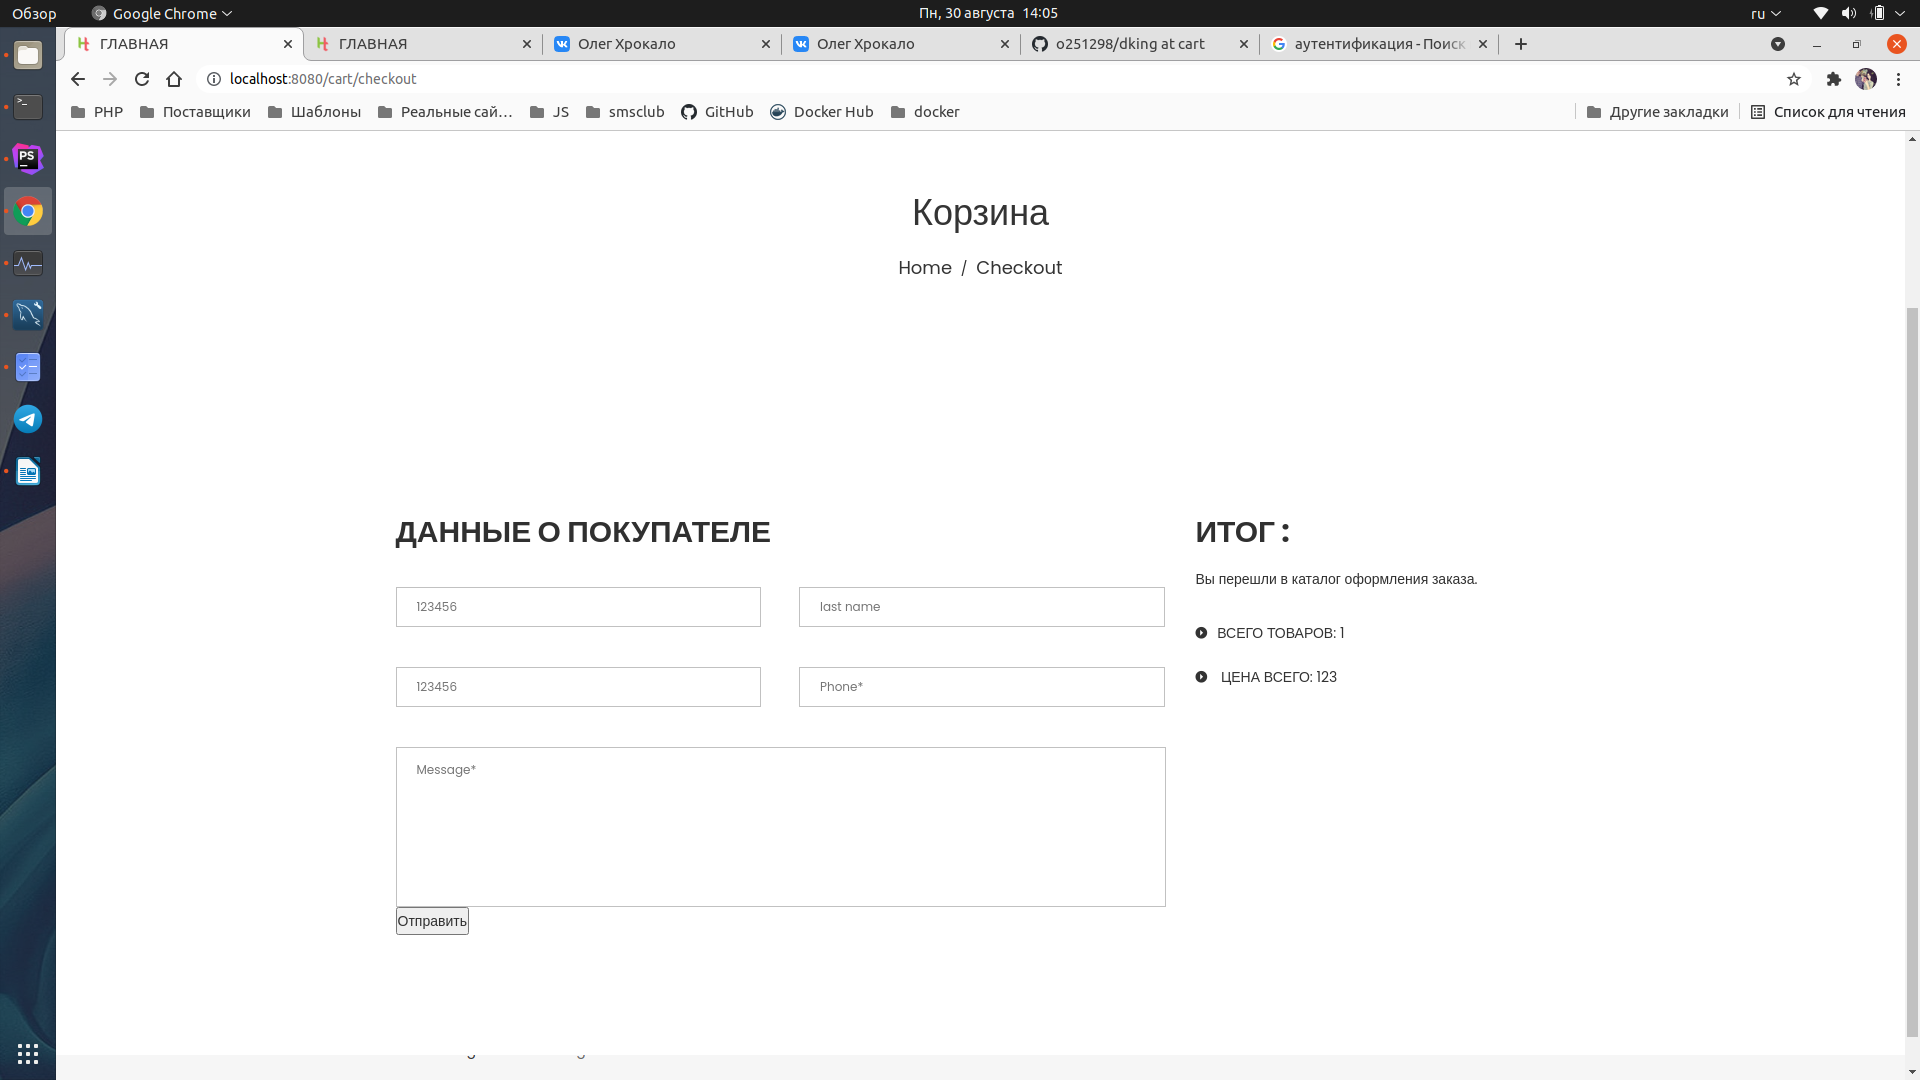 Обзор
Google Chrome
Пн, 30 августа 14:05
ru
ГЛАВНАЯ
ГЛАВНАЯ
Олег Хрокало
Олег Хрокало
o251298/dking at cart
аутентификация - Поиск
localhost:8080/cart/checkout
PHP
Поставщики
Шаблоны
Реальные сай…
JS
smsclub
GitHub
Docker Hub
docker
Другие закладки
Список для чтения
Корзина
Home / Checkout
ДАННЫЕ О ПОКУПАТЕЛЕ
123456
last name
123456
Phone*
Message*
Отправить
ИТОГ :
Вы перешли в каталог оформления заказа.
ВСЕГО ТОВАРОВ: 1
ЦЕНА ВСЕГО: 123